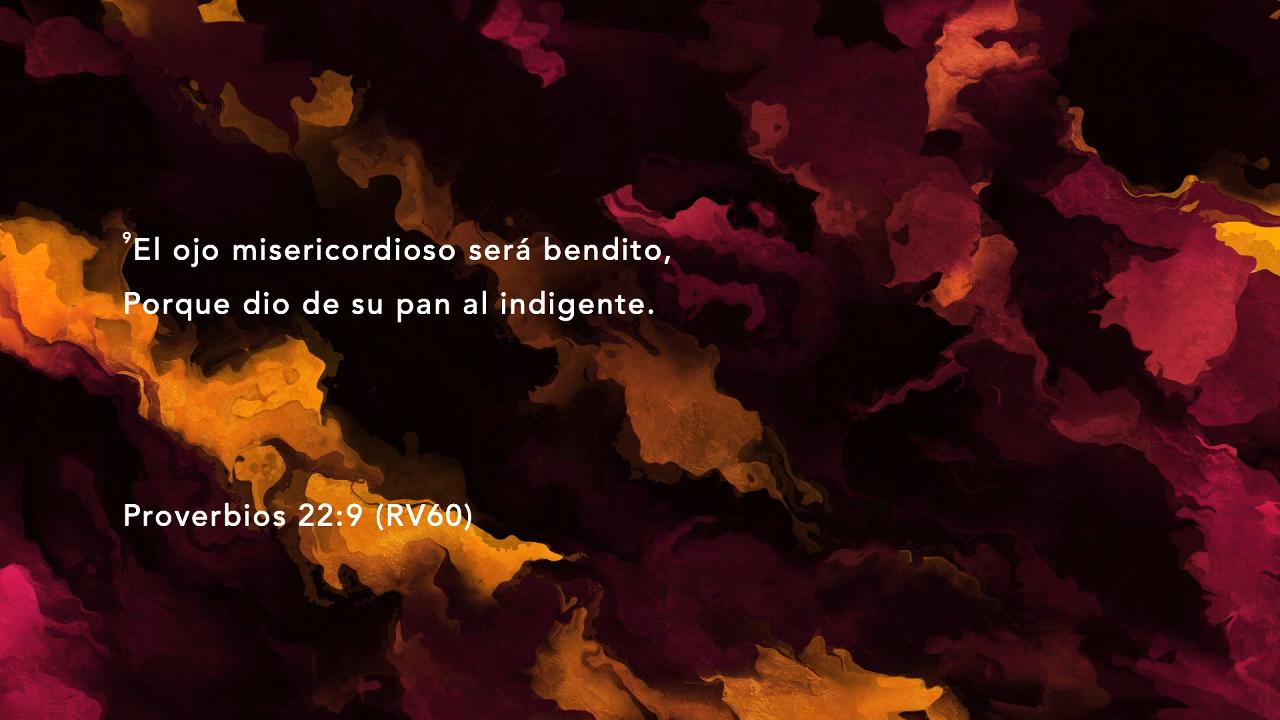 ⁹El ojo misericordioso será bendito,
Porque dio de su pan al indigente.
Proverbios 22:9 (RV60)